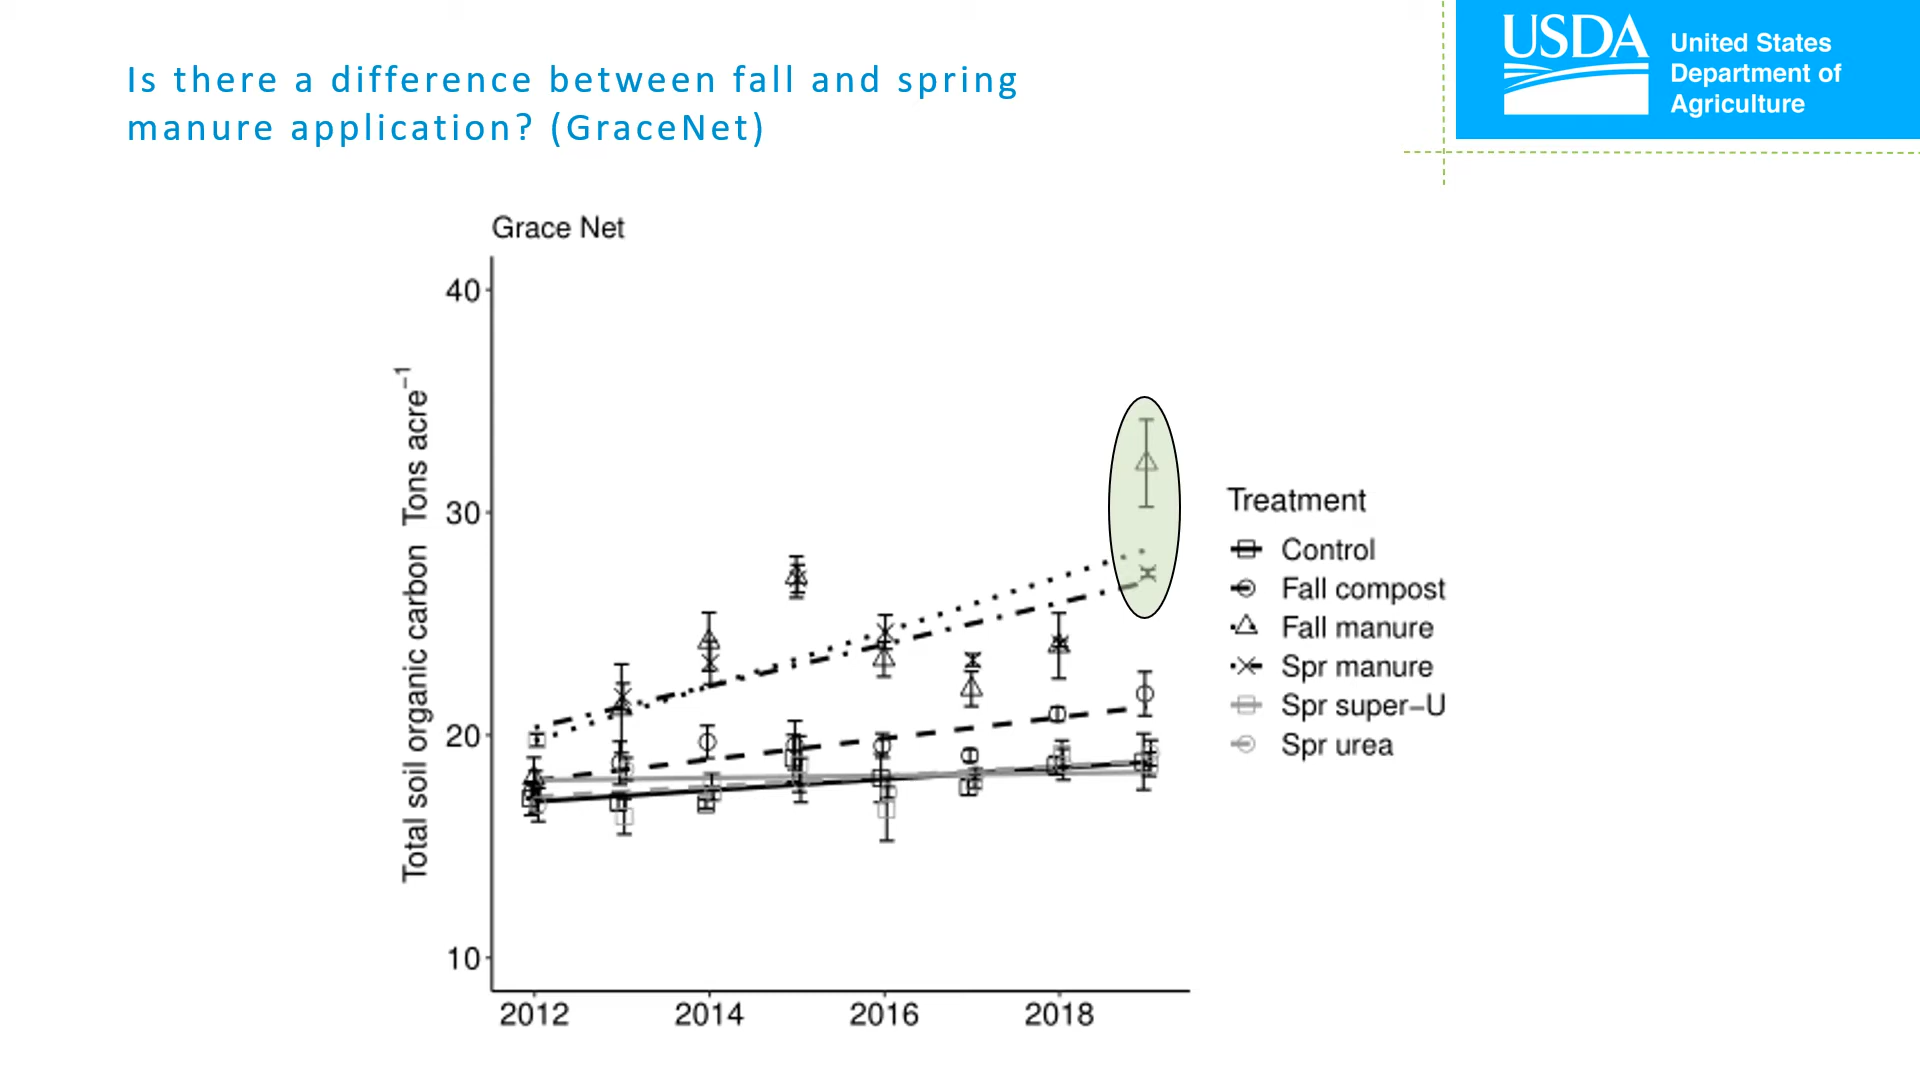 Is there a difference between fall and spring
manure application? (GraceNet)
USDA
United States
Department of
Agriculture
Grace Net
Total soil organic carbon Tons acre⁻¹
40
30
20
10
2012
2014
2016
2018
Treatment
Control
Fall compost
Fall manure
Spr manure
Spr super−U
Spr urea